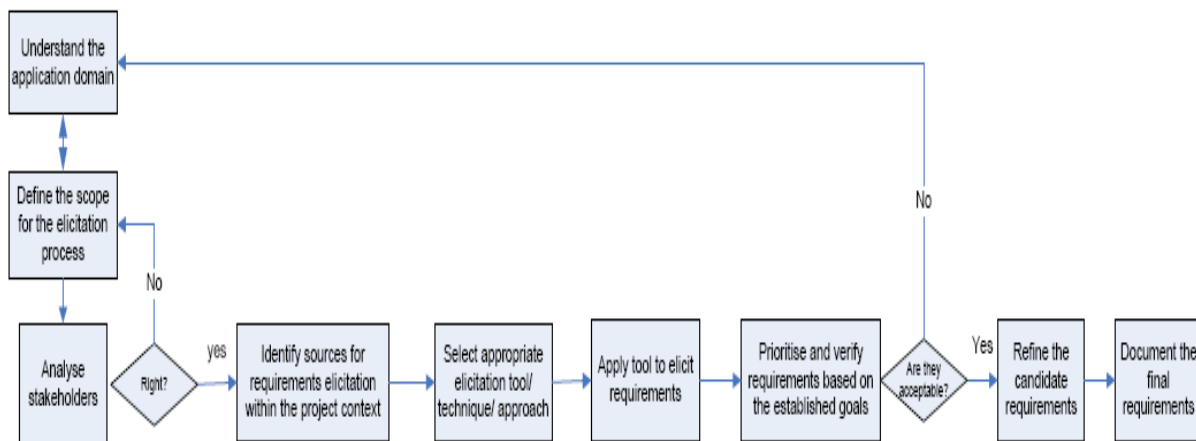 Understand the
application domain
Define the scope
for the elicitation
process
No
No
Analyse
stakeholders
Right?
yes
Identify sources for
requirements elicitation
within the project context
Select appropriate
elicitation tool/
technique/ approach
Apply tool to elicit
requirements
Prioritise and verify
requirements based on
the established goals
Are they
acceptable?
Yes
Refine the
candidate
requirements
Document the
final
requirements